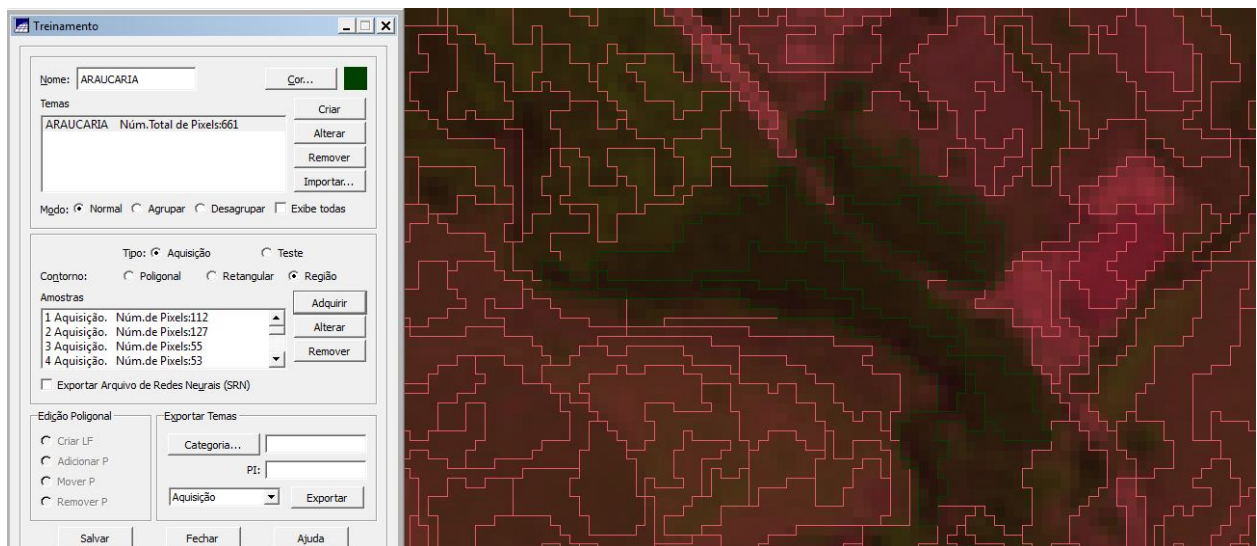 Treinamento
Nome: ARAUCARIA Cor...
Temas
ARAUCARIA Núm.Total de Pixels:661
Criar
Alterar
Remover
Importar...
Modo: Normal Agrupar Desagrupar Exibe todas
Tipo: Aquisição Teste
Contorno: Poligonal Retangular Região
Amostras
1 Aquisição. Núm.de Pixels:112
2 Aquisição. Núm.de Pixels:127
3 Aquisição. Núm.de Pixels:55
4 Aquisição. Núm.de Pixels:53
Adquirir
Alterar
Remover
Exportar Arquivo de Redes Neurais (SRN)
Edição Poligonal
Criar LF
Adicionar P
Mover P
Remover P
Exportar Temas
Categoria...
PI:
Aquisição Exportar
Salvar Fechar Ajuda